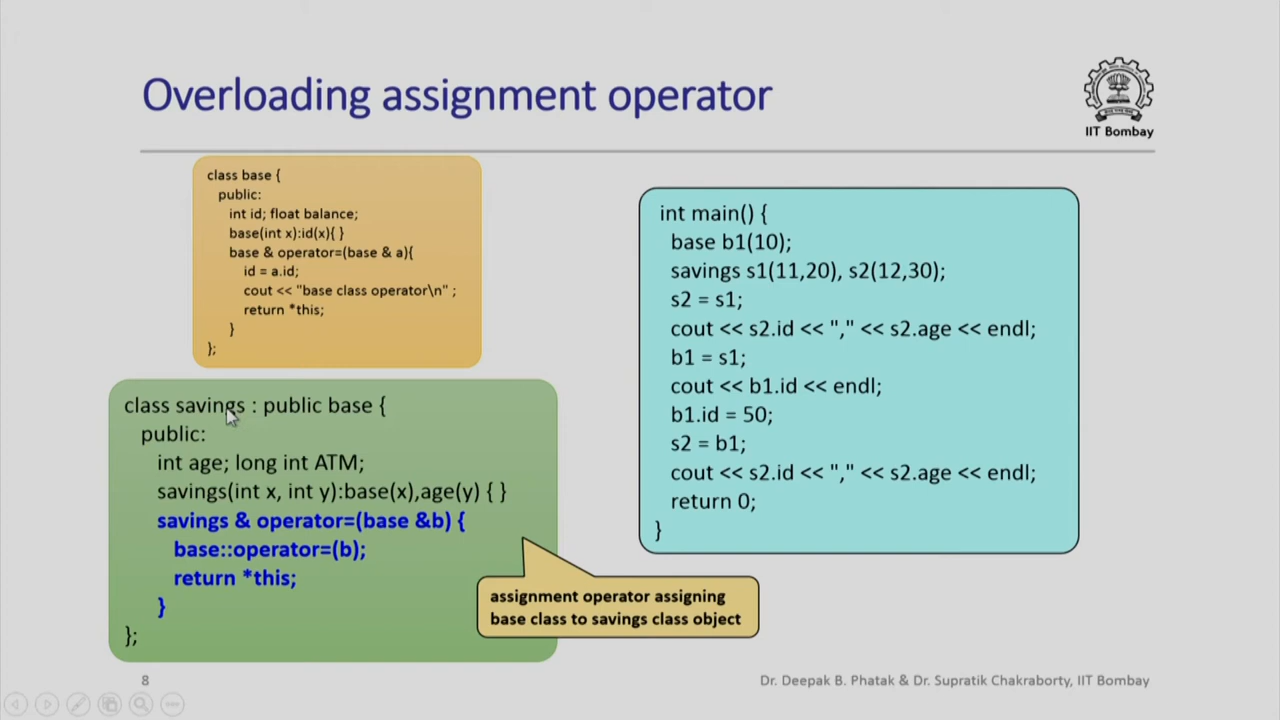 Overloading assignment operator
IIT Bombay
class base {
public:
int id; float balance;
base(int x):id(x){ }
base & operator=(base & a){
id = a.id;
cout << "base class operator\n" ;
return *this;
}
};
class savings : public base {
public:
int age; long int ATM;
savings(int x, int y):base(x),age(y) { }
savings & operator=(base &b) {
base::operator=(b);
return *this;
}
};
assignment operator assigning
base class to savings class object
int main() {
base b1(10);
savings s1(11,20), s2(12,30);
s2 = s1;
cout << s2.id << "," << s2.age << endl;
b1 = s1;
cout << b1.id << endl;
b1.id = 50;
s2 = b1;
cout << s2.id << "," << s2.age << endl;
return 0;
}
8
Dr. Deepak B. Phatak & Dr. Supratik Chakraborty, IIT Bombay